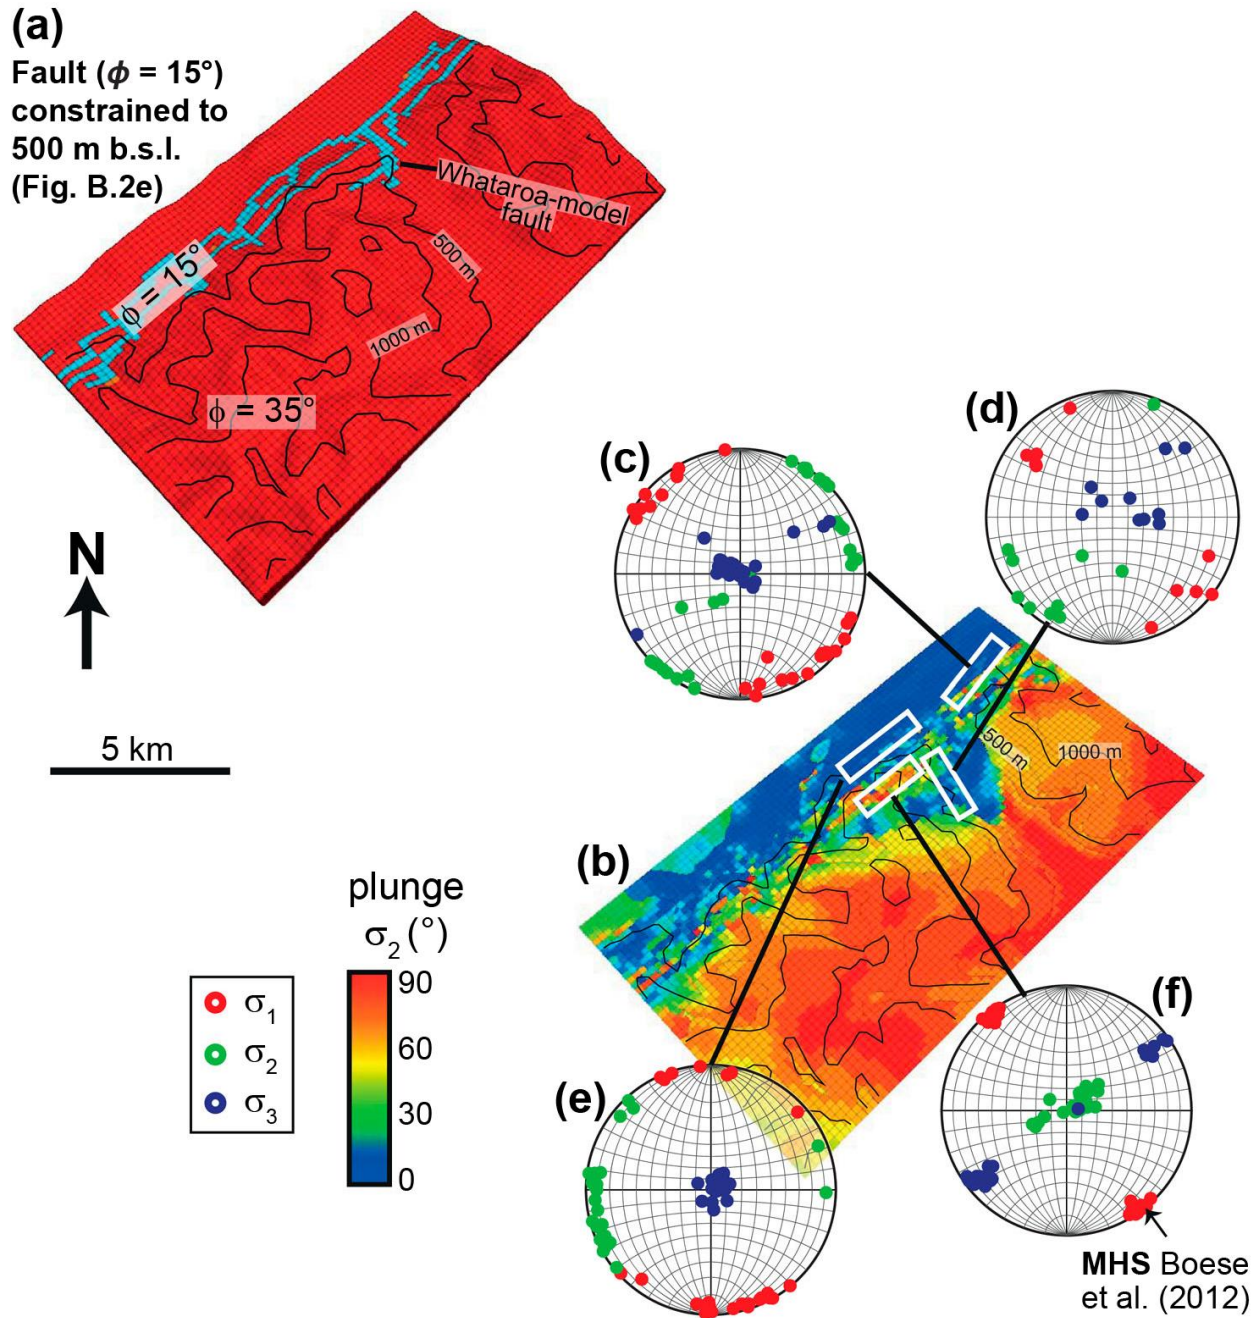 (a)
Fault (ϕ = 15°)
constrained to
500 m b.s.l.
(Fig. B.2e)
Whataroa-model
fault
500 m
ϕ = 15°
1000 m
ϕ = 35°
N
5 km
(c)
(d)
500 m
1000 m
(b)
plunge
σ2 (°)
90
60
30
0
σ1
σ2
σ3
(e)
(f)
MHS Boese
et al. (2012)